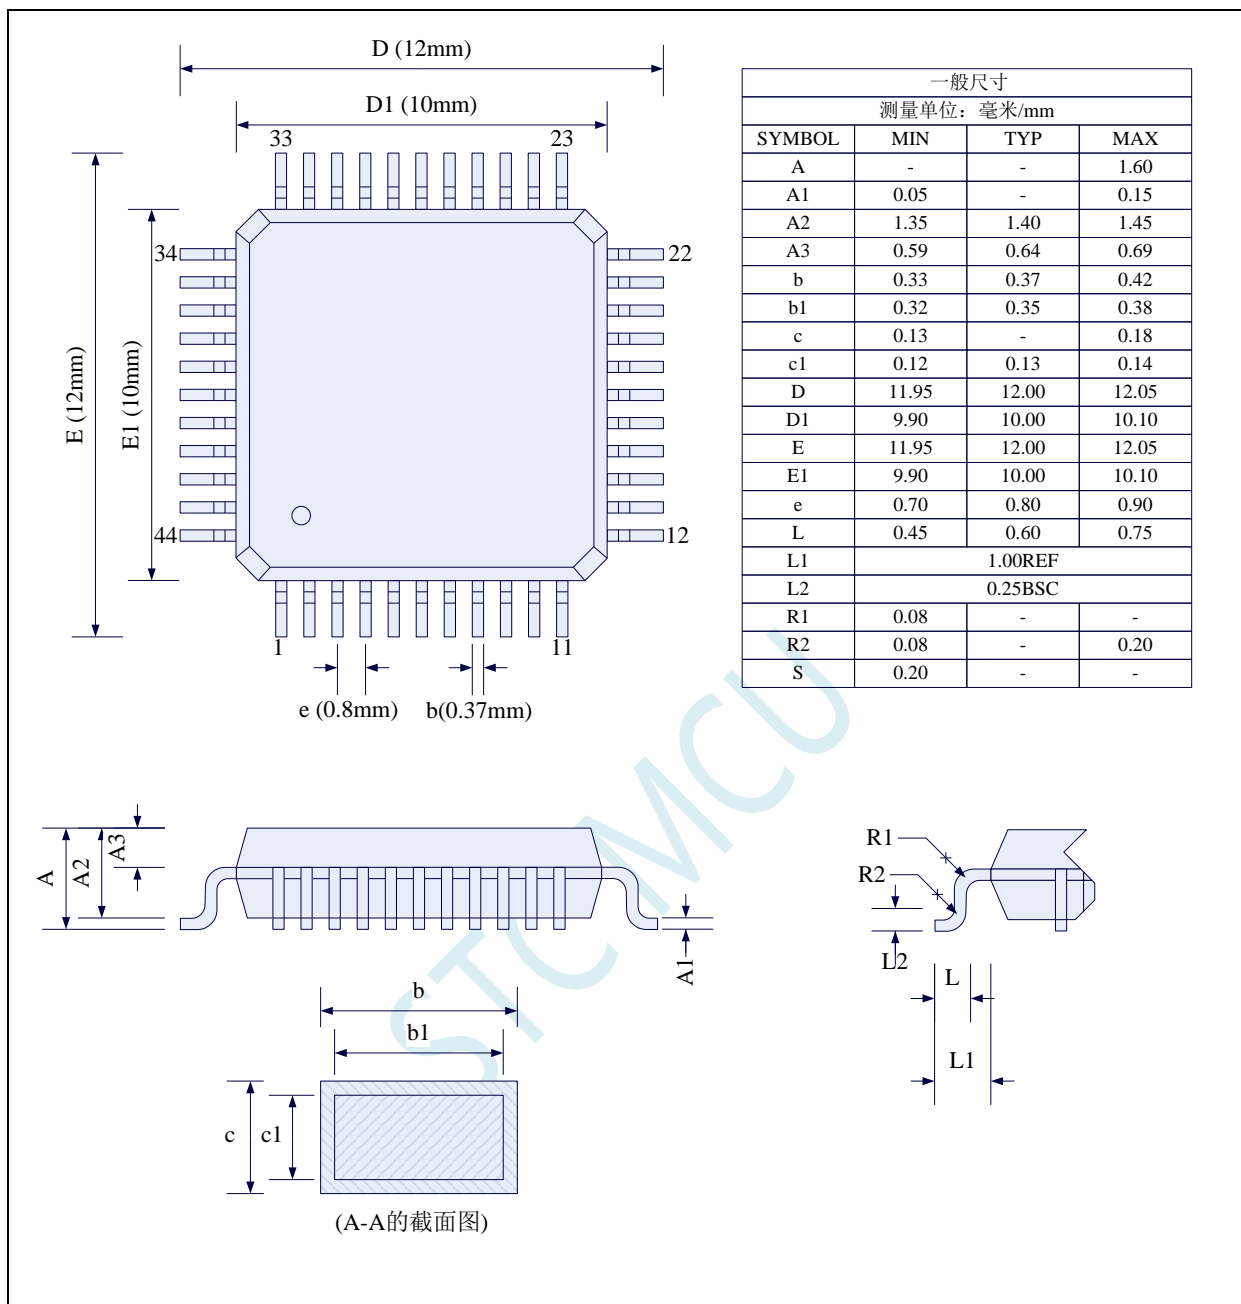 D (12mm)
D1 (10mm)
33
23
34
22
E (12mm)
E1 (10mm)
44
12
1
11
e (0.8mm)
b(0.37mm)
一般尺寸
测量单位：毫米/mm
SYMBOL MIN TYP MAX
A - - 1.60
A1 0.05 - 0.15
A2 1.35 1.40 1.45
A3 0.59 0.64 0.69
b 0.33 0.37 0.42
b1 0.32 0.35 0.38
c 0.13 - 0.18
c1 0.12 0.13 0.14
D 11.95 12.00 12.05
D1 9.90 10.00 10.10
E 11.95 12.00 12.05
E1 9.90 10.00 10.10
e 0.70 0.80 0.90
L 0.45 0.60 0.75
L1 1.00REF
L2 0.25BSC
R1 0.08 - -
R2 0.08 - 0.20
S 0.20 - -
A
A2
A3
A1
R1
R2
L2
L
L1
b
b1
c
c1
(A-A的截面图)
STCMCU